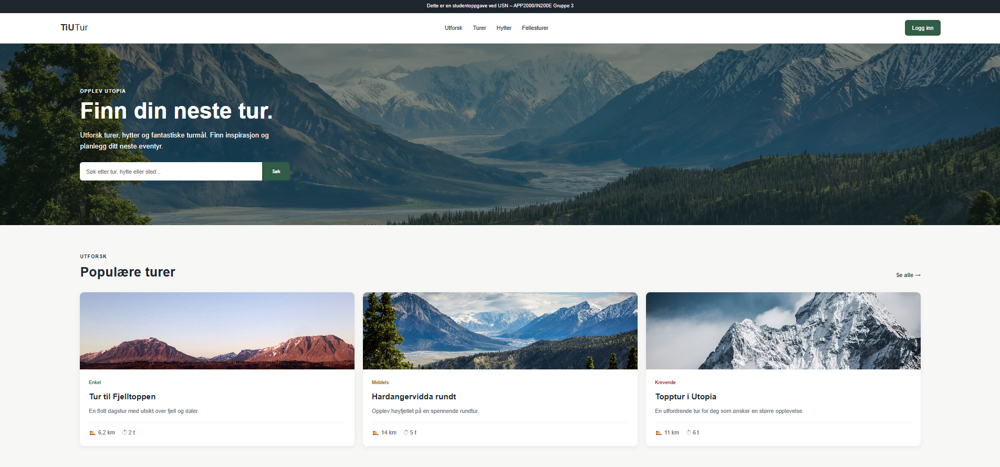 Dette er en studentoppgave ved USN – APP2000/IN200E Gruppe 3
TiUTur
Utforsk
Turer
Hytter
Fellesturer
Logg inn
OPPLEV UTOPIA
Finn din neste tur.
Utforsk turer, hytter og fantastiske turmål. Finn inspirasjon og
planlegg ditt neste eventyr.
Søk etter tur, hytte eller sted...
Søk
UTFORSK
Populære turer
Se alle →
Enkel
Tur til Fjelltoppen
En flott dagstur med utsikt over fjell og daler.
6,2 km 2 t
Middels
Hardangervidda rundt
Opplev høyfjellet på en spennende rundtur.
14 km 5 t
Krevende
Topptur i Utopia
En utfordrende tur for deg som ønsker en større opplevelse.
11 km 6 t